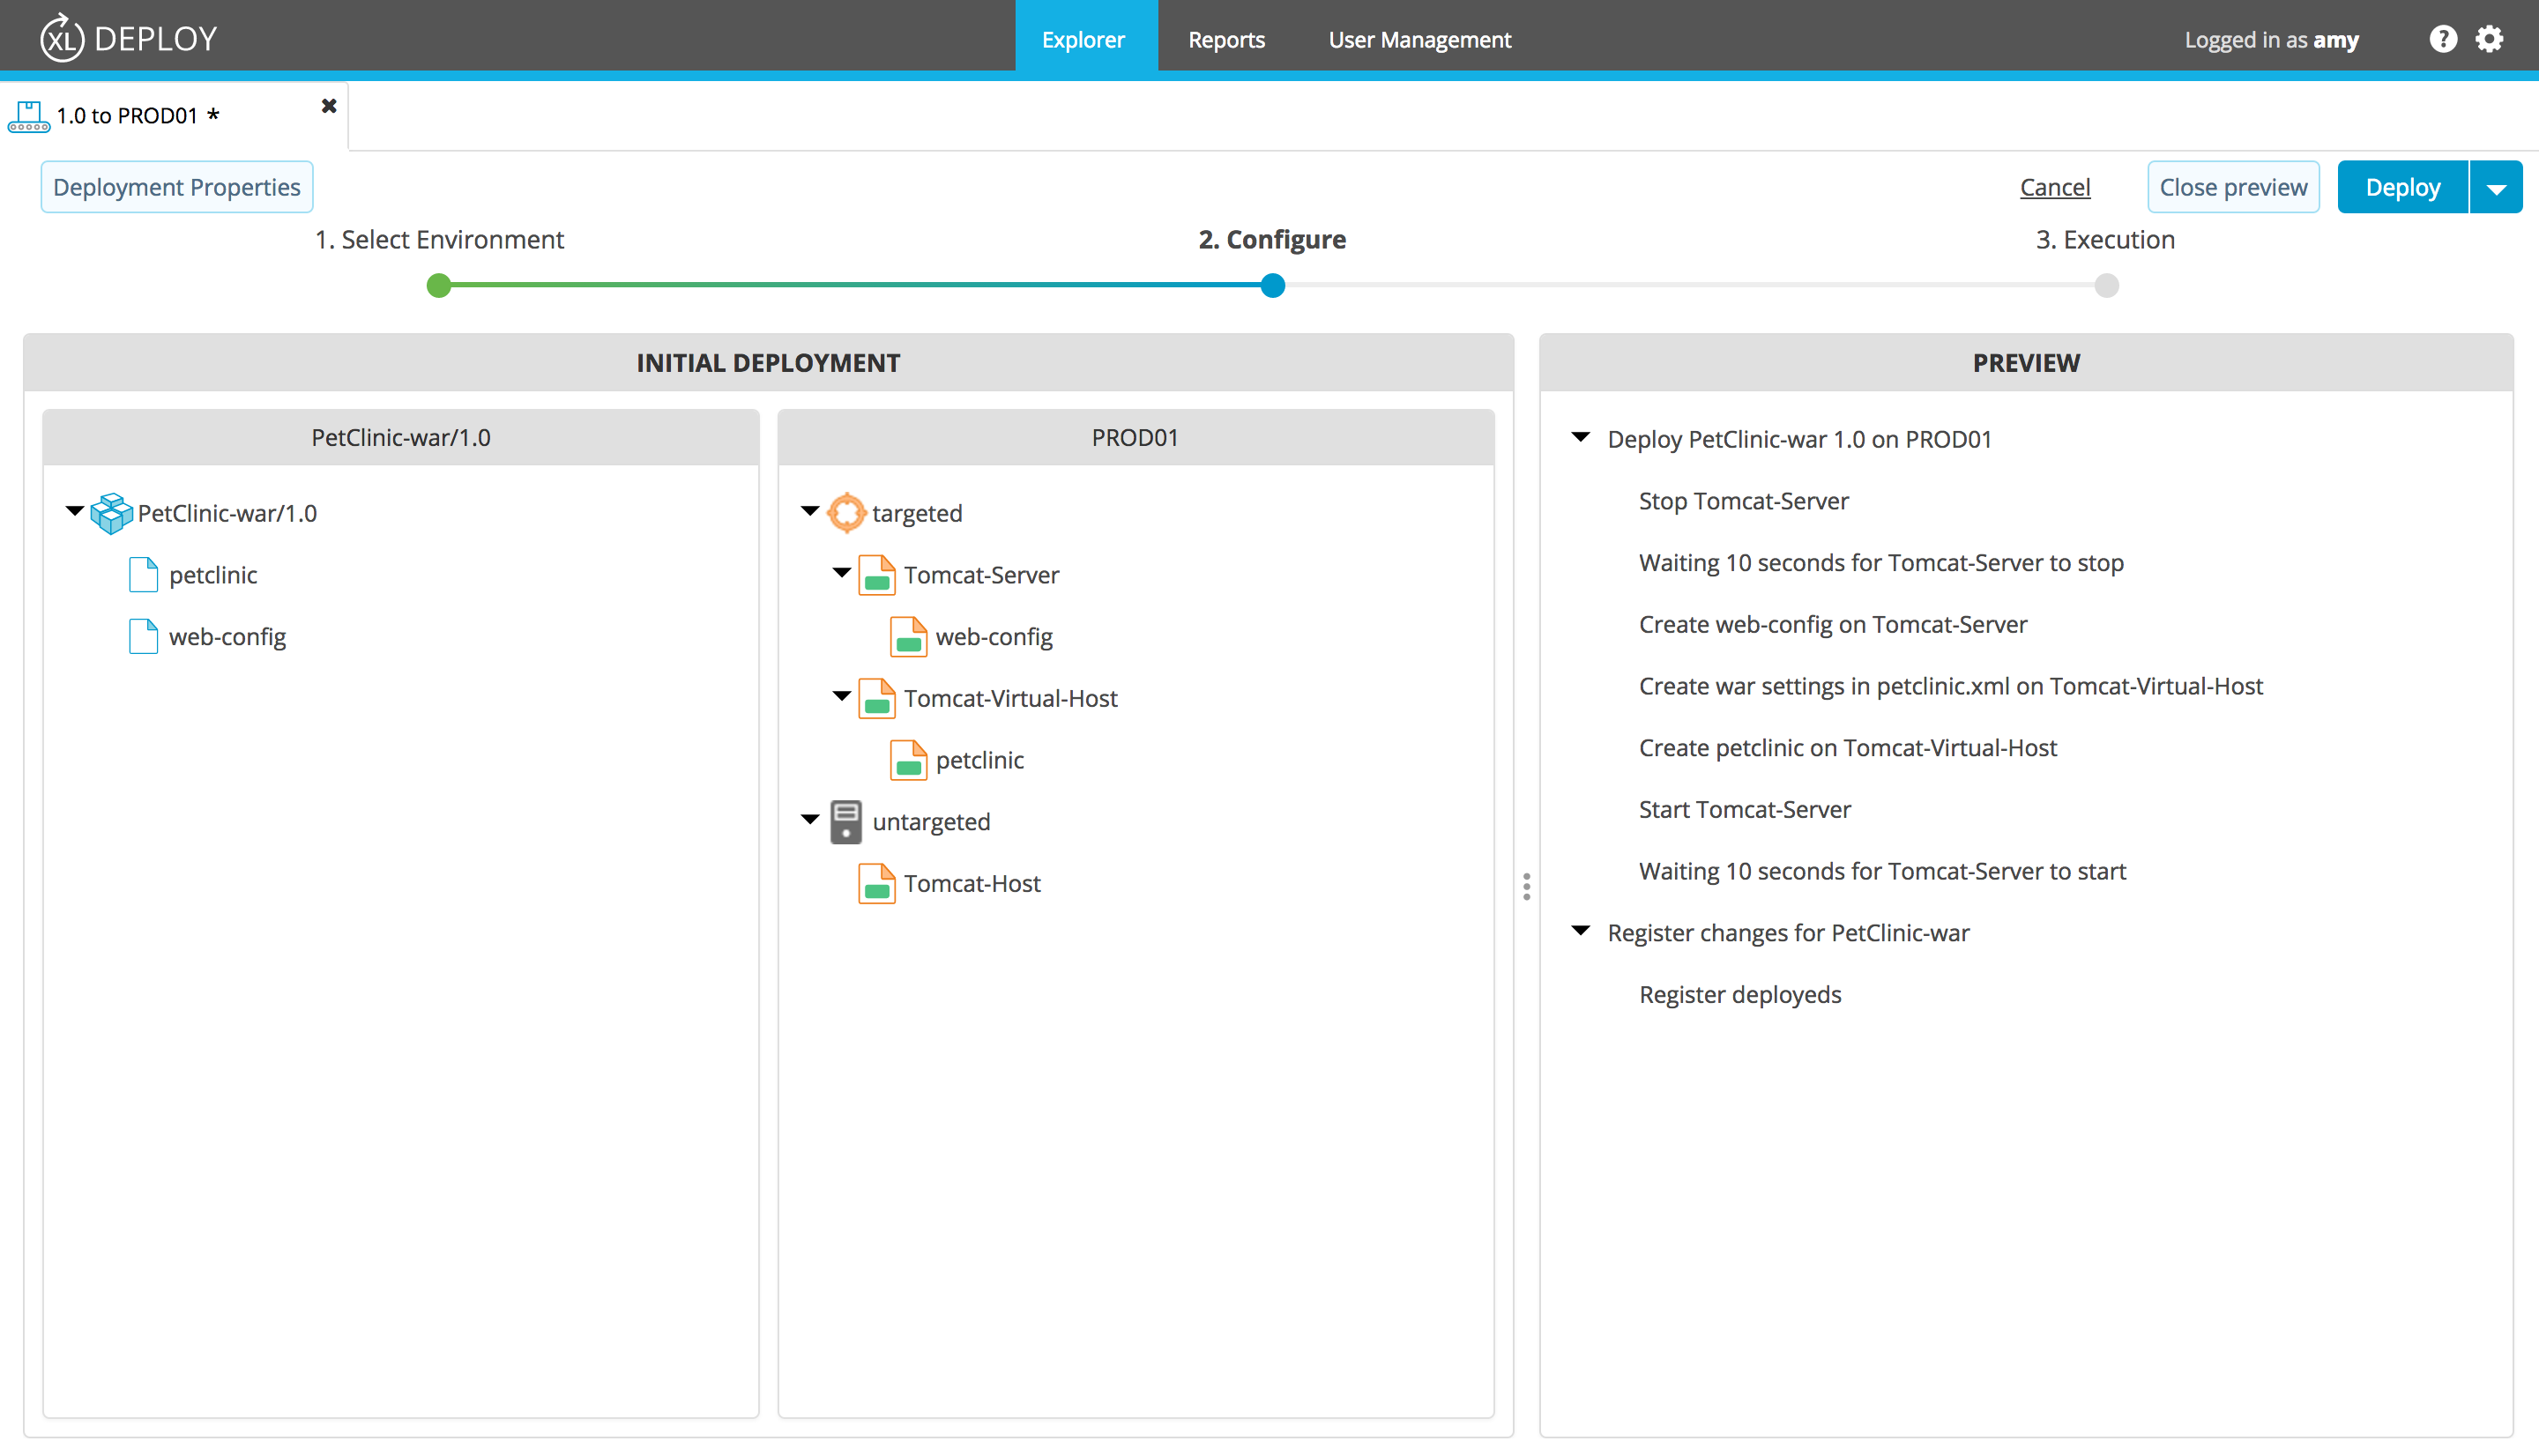 XL DEPLOY
Explorer
Reports
User Management
Logged in as amy
?
1.0 to PROD01 *
Deployment Properties
Cancel
Close preview
Deploy
1. Select Environment
2. Configure
3. Execution
INITIAL DEPLOYMENT
PetClinic-war/1.0
PetClinic-war/1.0
petclinic
web-config
PROD01
targeted
Tomcat-Server
web-config
Tomcat-Virtual-Host
petclinic
untargeted
Tomcat-Host
PREVIEW
Deploy PetClinic-war 1.0 on PROD01
Stop Tomcat-Server
Waiting 10 seconds for Tomcat-Server to stop
Create web-config on Tomcat-Server
Create war settings in petclinic.xml on Tomcat-Virtual-Host
Create petclinic on Tomcat-Virtual-Host
Start Tomcat-Server
Waiting 10 seconds for Tomcat-Server to start
Register changes for PetClinic-war
Register deployeds